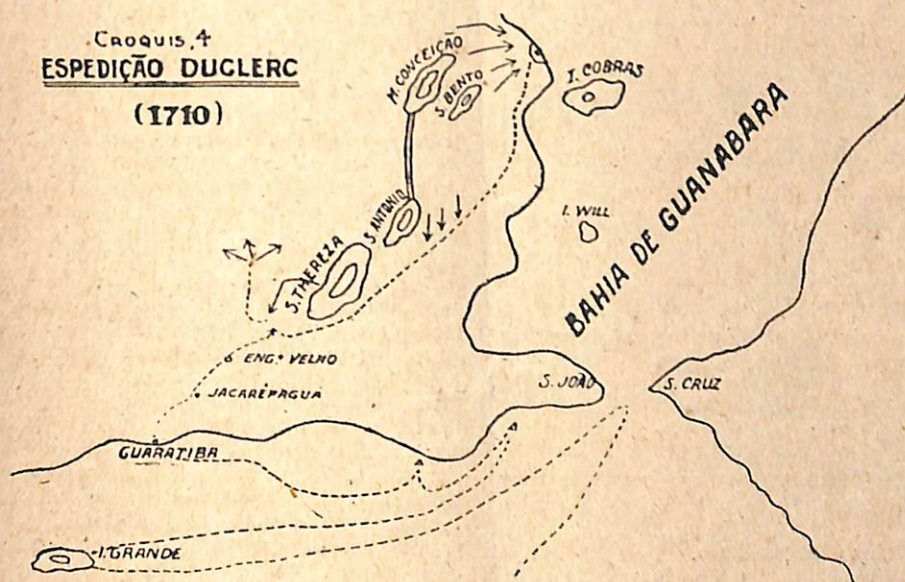 CROQUIS, 4
ESPEDIÇÃO DUCLERC
(1710)
M. CONCEIÇÃO
S. BENTO
I. COBRAS
S. ANTONIO
I. WILL
S. THEREZA
BAHIA DE GUANABARA
ENG.º VELHO
JACARÉPAGUA
S. JOÃO
S. CRUZ
GUARATIBA
I. GRANDE